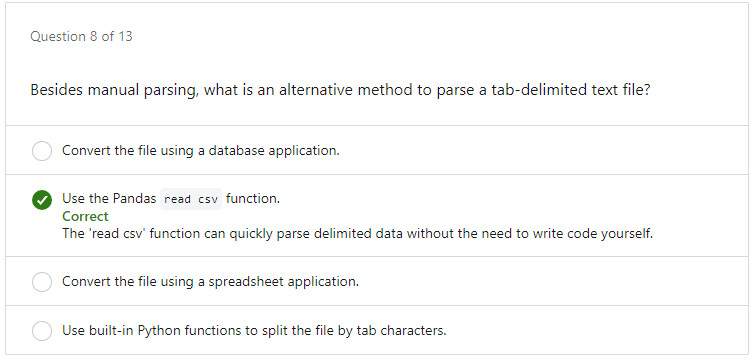 Question 8 of 13
Besides manual parsing, what is an alternative method to parse a tab-delimited text file?
Convert the file using a database application.
Use the Pandas read csv function.
Correct
The 'read csv' function can quickly parse delimited data without the need to write code yourself.
Convert the file using a spreadsheet application.
Use built-in Python functions to split the file by tab characters.